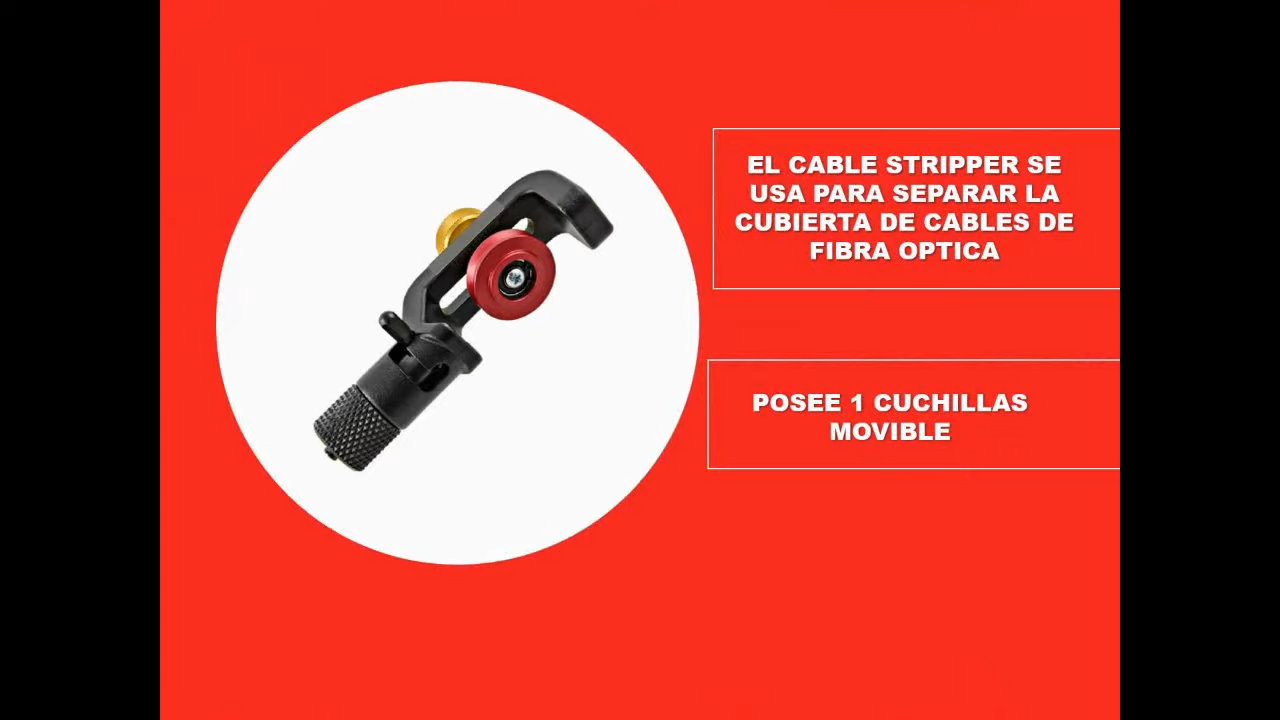 EL CABLE STRIPPER SE
USA PARA SEPARAR LA
CUBIERTA DE CABLES DE
FIBRA OPTICA
POSEE 1 CUCHILLAS
MOVIBLE